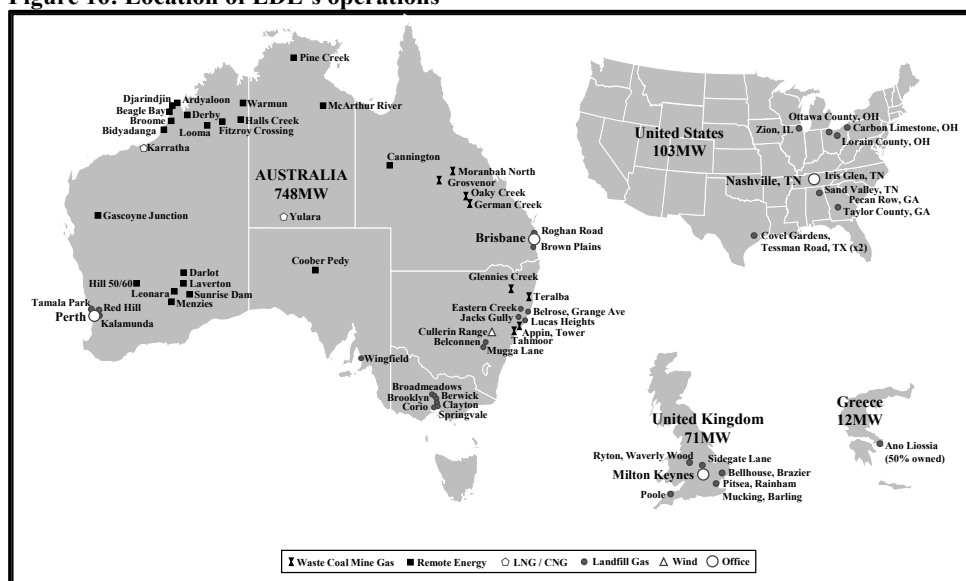 Figure 16: Location of EDL's operations
Pine Creek
Djarindjin
Ardyaloon
Warmun
McArthur River
Beagle Bay
Derby
Broome
Halls Creek
Bidyadanga
Looma
Fitzroy Crossing
Karratha
Cannington
Moranbah North
Grosvenor
Oaky Creek
German Creek
AUSTRALIA
748MW
Yulara
Gascoyne Junction
Roghan Road
Brisbane
Brown Plains
Coober Pedy
Darlot
Hill 50/60
Laverton
Leonara
Sunrise Dam
Menzies
Tamala Park
Red Hill
Perth
Kalamunda
Glennies Creek
Teralba
Eastern Creek
Belrose, Grange Ave
Jacks Gully
Lucas Heights
Cullerin Range
Appin, Tower
Tahmoor
Belconnen
Mugga Lane
Wingfield
Broadmeadows
Brooklyn
Berwick
Corio
Clayton
Springvale
United States
103MW
Ottawa County, OH
Zion, IL
Carbon Limestone, OH
Lorain County, OH
Nashville, TN
Iris Glen, TN
Sand Valley, TN
Pecan Row, GA
Taylor County, GA
Covel Gardens,
Tessman Road, TX (x2)
United Kingdom
71MW
Ryton, Waverly Wood
Sidegate Lane
Milton Keynes
Bellhouse, Brazier
Pitsea, Rainham
Poole
Mucking, Barling
Greece
12MW
Ano Liossia
(50% owned)
Waste Coal Mine Gas Remote Energy LNG / CNG Landfill Gas Wind Office